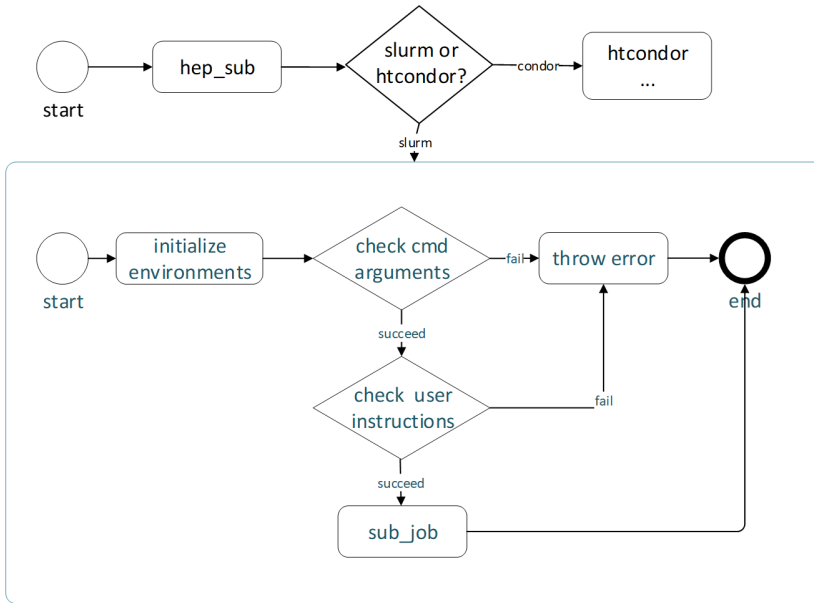 start
hep_sub
slurm or
htcondor?
condor
htcondor
...
slurm
start
initialize
environments
check cmd
arguments
fail
throw error
end
succeed
check user
instructions
fail
succeed
sub_job